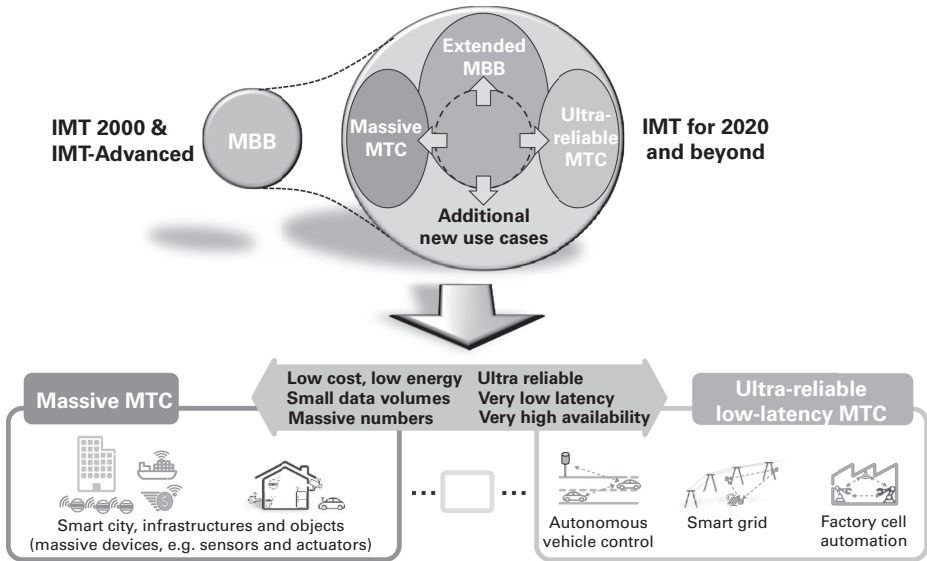 Extended
MBB
IMT 2000 &
IMT-Advanced
MBB
Massive
MTC
Ultra-
reliable
MTC
IMT for 2020
and beyond
Additional
new use cases
Massive MTC
Low cost, low energy
Small data volumes
Massive numbers
Ultra reliable
Very low latency
Very high availability
Ultra-reliable
low-latency MTC
Smart city, infrastructures and objects
(massive devices, e.g. sensors and actuators)
...
...
Autonomous
vehicle control
Smart grid
Factory cell
automation